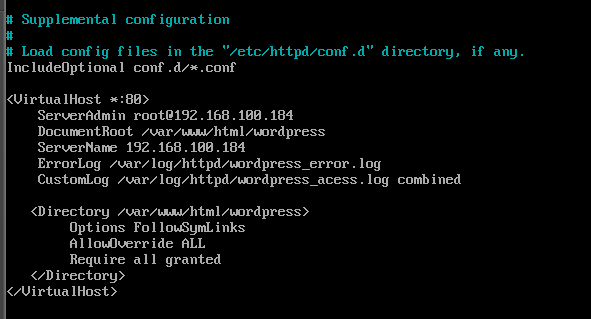 # Supplemental configuration
#
# Load config files in the "/etc/httpd/conf.d" directory, if any.
IncludeOptional conf.d/*.conf
<VirtualHost *:80>
ServerAdmin root@192.168.100.184
DocumentRoot /var/www/html/wordpress
ServerName 192.168.100.184
ErrorLog /var/log/httpd/wordpress_error.log
CustomLog /var/log/httpd/wordpress_acess.log combined
<Directory /var/www/html/wordpress>
Options FollowSymLinks
AllowOverride ALL
Require all granted
</Directory>
</VirtualHost>